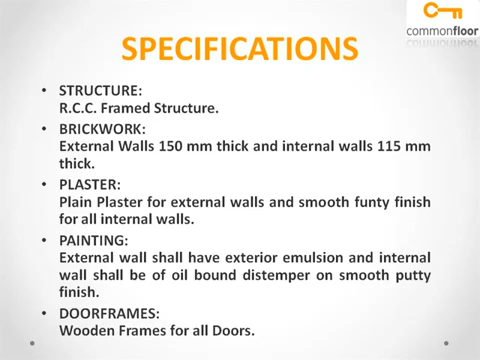 commonfloor
SPECIFICATIONS
• STRUCTURE:
R.C.C. Framed Structure.
• BRICKWORK:
External Walls 150 mm thick and internal walls 115 mm
thick.
• PLASTER:
Plain Plaster for external walls and smooth funty finish
for all internal walls.
• PAINTING:
External wall shall have exterior emulsion and internal
wall shall be of oil bound distemper on smooth putty
finish.
• DOORFRAMES:
Wooden Frames for all Doors.